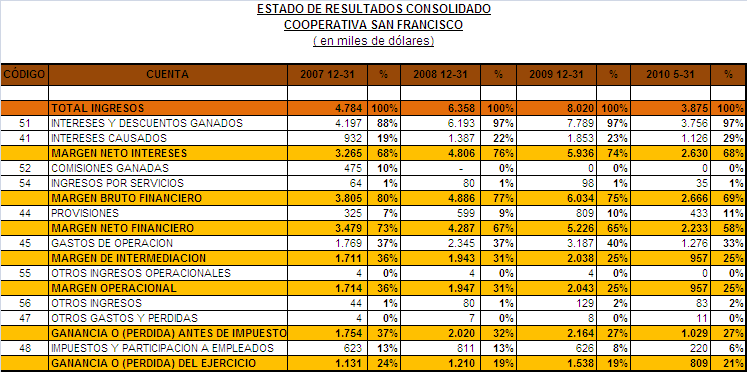 ESTADO DE RESULTADOS CONSOLIDADO
COOPERATIVA SAN FRANCISCO
( en miles de dólares)
CÓDIGO CUENTA 2007 12-31 % 2008 12-31 % 2009 12-31 % 2010 5-31 %
TOTAL INGRESOS 4.784 100% 6.358 100% 8.020 100% 3.875 100%
51 INTERESES Y DESCUENTOS GANADOS 4.197 88% 6.193 97% 7.789 97% 3.756 97%
41 INTERESES CAUSADOS 932 19% 1.387 22% 1.853 23% 1.126 29%
MARGEN NETO INTERESES 3.265 68% 4.806 76% 5.936 74% 2.630 68%
52 COMISIONES GANADAS 475 10% - 0% 0 0% 0 0%
54 INGRESOS POR SERVICIOS 64 1% 80 1% 98 1% 35 1%
MARGEN BRUTO FINANCIERO 3.805 80% 4.886 77% 6.034 75% 2.666 69%
44 PROVISIONES 325 7% 599 9% 809 10% 433 11%
MARGEN NETO FINANCIERO 3.479 73% 4.287 67% 5.226 65% 2.233 58%
45 GASTOS DE OPERACION 1.769 37% 2.345 37% 3.187 40% 1.276 33%
MARGEN DE INTERMEDIACION 1.711 36% 1.943 31% 2.038 25% 957 25%
55 OTROS INGRESOS OPERACIONALES 4 0% 4 0% 4 0% 0 0%
MARGEN OPERACIONAL 1.714 36% 1.947 31% 2.043 25% 957 25%
56 OTROS INGRESOS 44 1% 80 1% 129 2% 83 2%
47 OTROS GASTOS Y PERDIDAS 4 0% 7 0% 8 0% 11 0%
GANANCIA O (PERDIDA) ANTES DE IMPUESTO 1.754 37% 2.020 32% 2.164 27% 1.029 27%
48 IMPUESTOS Y PARTICIPACION A EMPLEADOS 623 13% 811 13% 626 8% 220 6%
GANANCIA O (PERDIDA) DEL EJERCICIO 1.131 24% 1.210 19% 1.538 19% 809 21%